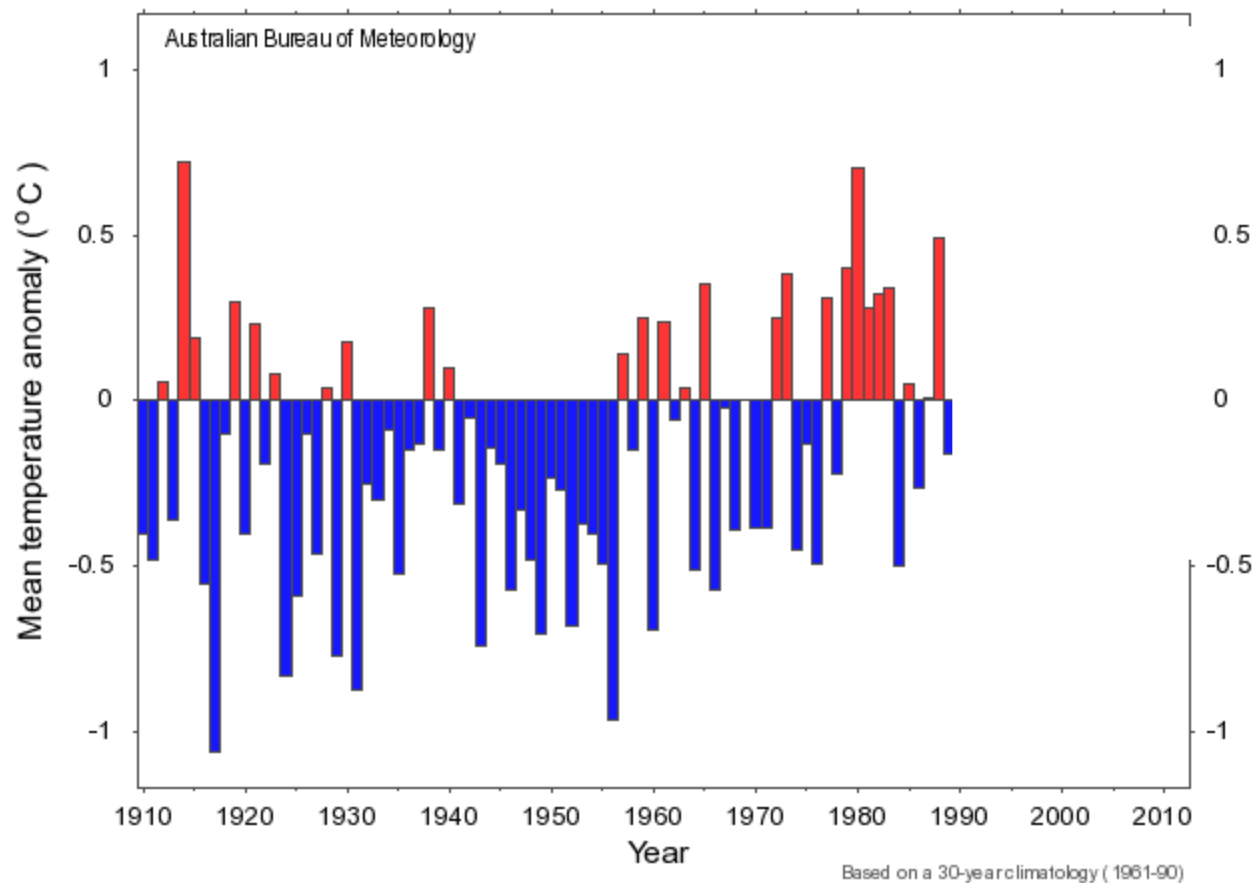 Australian Bureau of Meteorology
Mean temperature anomaly (°C)
1
0.5
0
-0.5
-1
1
0.5
0
-0.5
-1
1910 1920 1930 1940 1950 1960 1970 1980 1990 2000 2010
Year
Based on a 30-year climatology (1961-90)